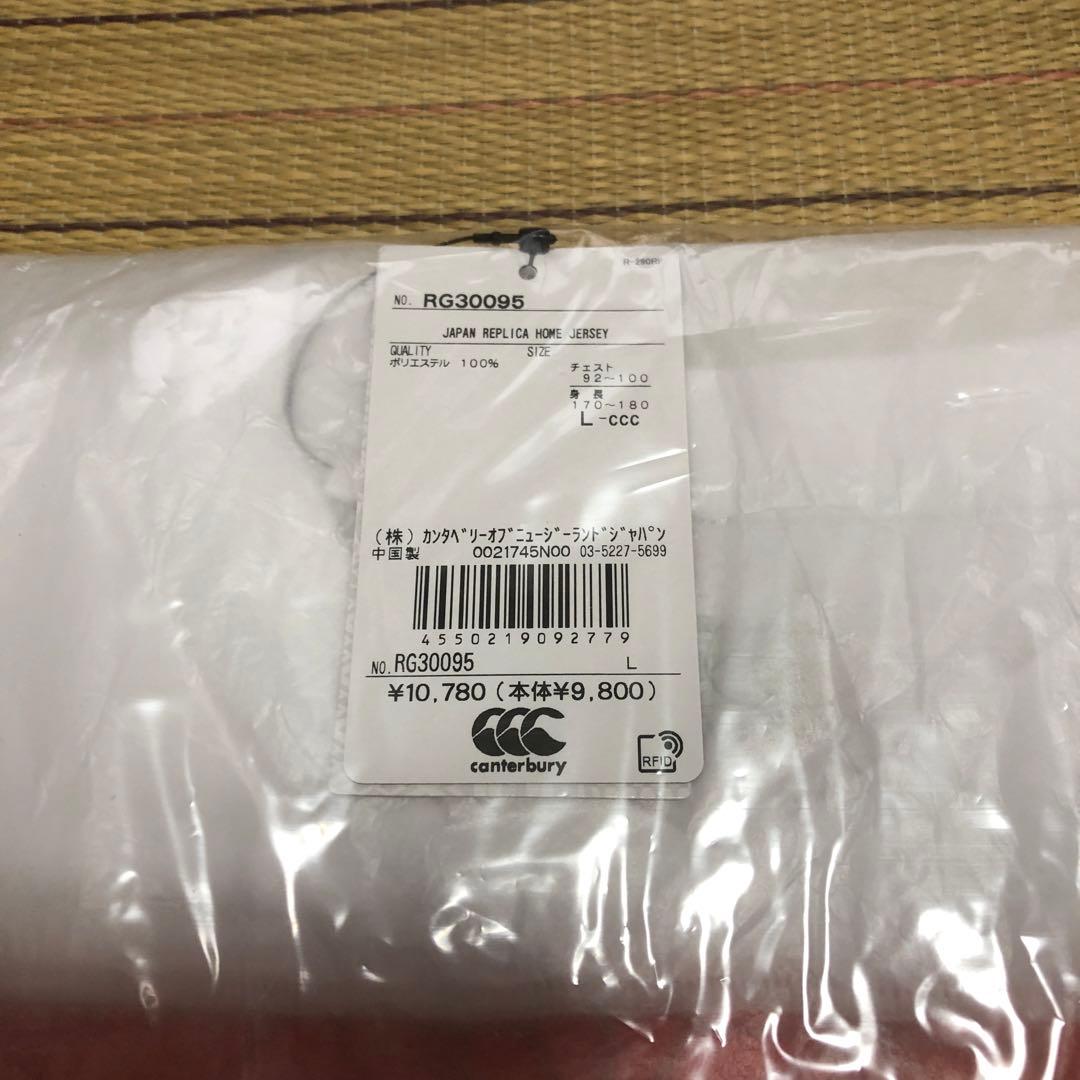 R-280RF
NO. RG30095
JAPAN REPLICA HOME JERSEY
QUALITY SIZE
ポリエステル 100%
チェスト
92~100
身 長
170~180
L-ccc
(株) ｶﾝﾀﾍﾞﾘｰｵﾌﾞﾆｭｰｼﾞｰﾗﾝﾄﾞｼﾞｬﾊﾟﾝ
中国製 0021745N00 03-5227-5699
4550219092779
NO. RG30095 L
¥10,780 (本体¥9,800)
canterbury
RFID